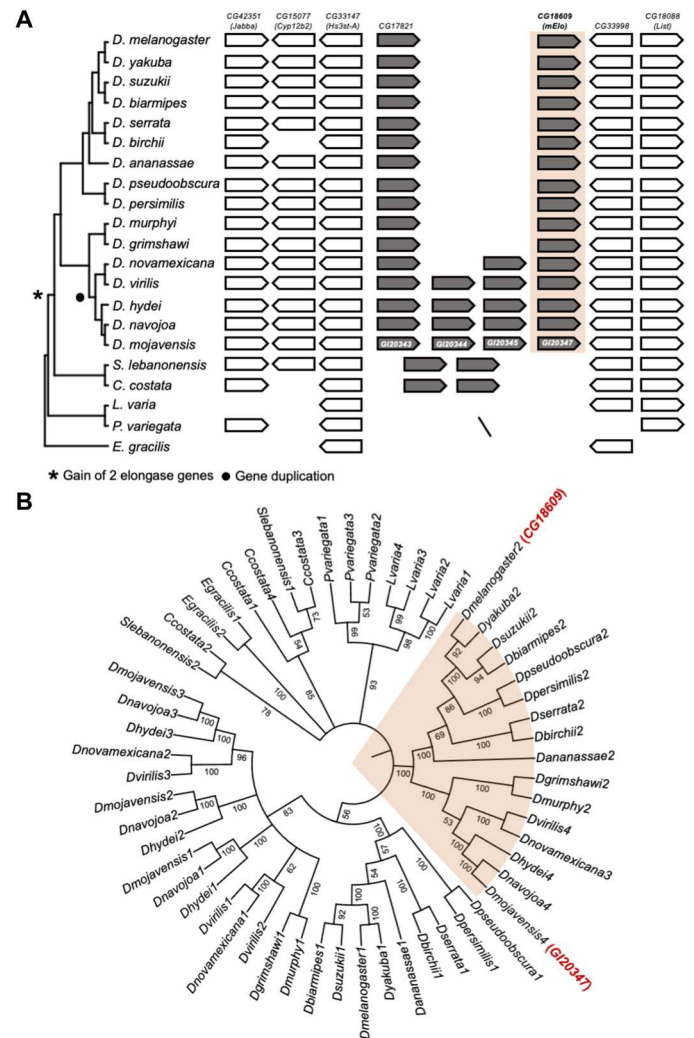 A
CG42351 CG15077 CG33147 CG17821 CG18609 CG33998 CG18088
(Jabba) (Cyp12b2) (Hs3st-A) (mElo) (List)
D. melanogaster
D. yakuba
D. suzukii
D. biarmipes
D. serrata
D. birchii
D. ananassae
D. pseudoobscura
D. persimilis
D. murphyi
D. grimshawi
D. novamexicana
D. virilis
*
D. hydei
D. navojoa
D. mojavensis GI20343 GI20344 GI20345 GI20347
S. lebanonensis
C. costata
L. varia
P. variegata
E. gracilis
* Gain of 2 elongase genes ● Gene duplication
B
Dmelanogaster2 (CG18609)
Dyakuba2
Dsuzukii2
Dbiarmipes2
Dpseudoobscura2
Dpersimilis2
Dserrata2
Dbirchii2
Dananassae2
Dgrimshawi2
Dmurphy2
Dvirilis4
Dnovamexicana3
Dhydei4
Dnavojoa4
Dmojavensis4 (GI20347)
Dpseudoobscura1
Dpersimilis1
Dserrata1
Dbirchii1
Dananassae1
Dyakuba1
Dmelanogaster1
Dsuzukii1
Dbiarmipes1
Dmurphy1
Dgrimshawi1
Dvirilis2
Dnovamexicana1
Dvirilis1
Dhydei1
Dnavojoa1
Dmojavensis1
Dhydei2
Dnavojoa2
Dmojavensis2
Dvirilis3
Dnovamexicana2
Dhydei3
Dnavojoa3
Dmojavensis3
Slebanonensis2
Ccostata2
Egracilis2
Egracilis1
Ccostata1
Ccostata4
Slebanonensis1
Ccostata3
Pvariegata1
Pvariegata3
Pvariegata2
Lvaria4
Lvaria3
Lvaria2
Lvaria1
92
94
100
100
86
100
69
100
100
100
100
100
53
100
100
100
56
100
57
54
100
92
100
100
62
100
100
83
100
100
100
100
96
100
100
100
78
100
85
54
73
93
99
53
99
98
100